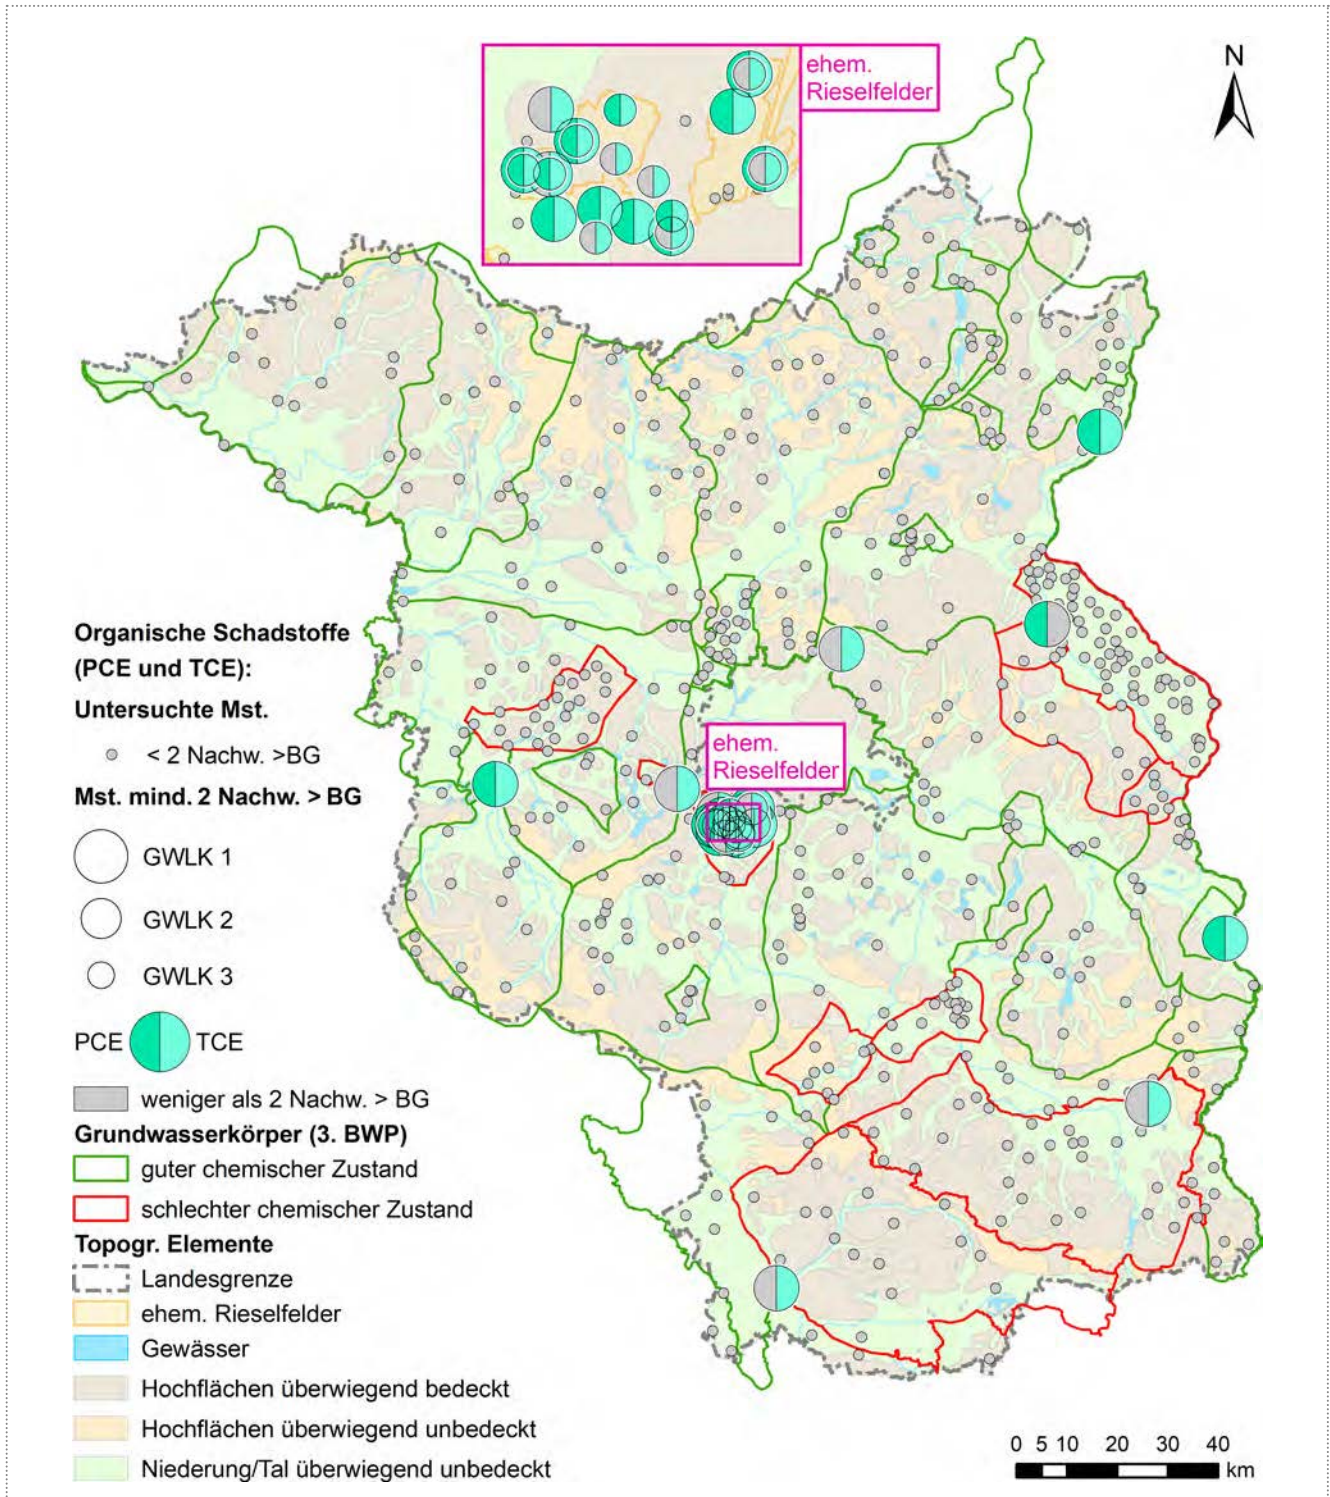 ehem.
Rieselfelder
N
ehem.
Rieselfelder
Organische Schadstoffe
(PCE und TCE):
Untersuchte Mst.
< 2 Nachw. >BG
Mst. mind. 2 Nachw. > BG
GWLK 1
GWLK 2
GWLK 3
PCE TCE
weniger als 2 Nachw. > BG
Grundwasserkörper (3. BWP)
guter chemischer Zustand
schlechter chemischer Zustand
Topogr. Elemente
Landesgrenze
ehem. Rieselfelder
Gewässer
Hochflächen überwiegend bedeckt
Hochflächen überwiegend unbedeckt
Niederung/Tal überwiegend unbedeckt
0 5 10 20 30 40
km